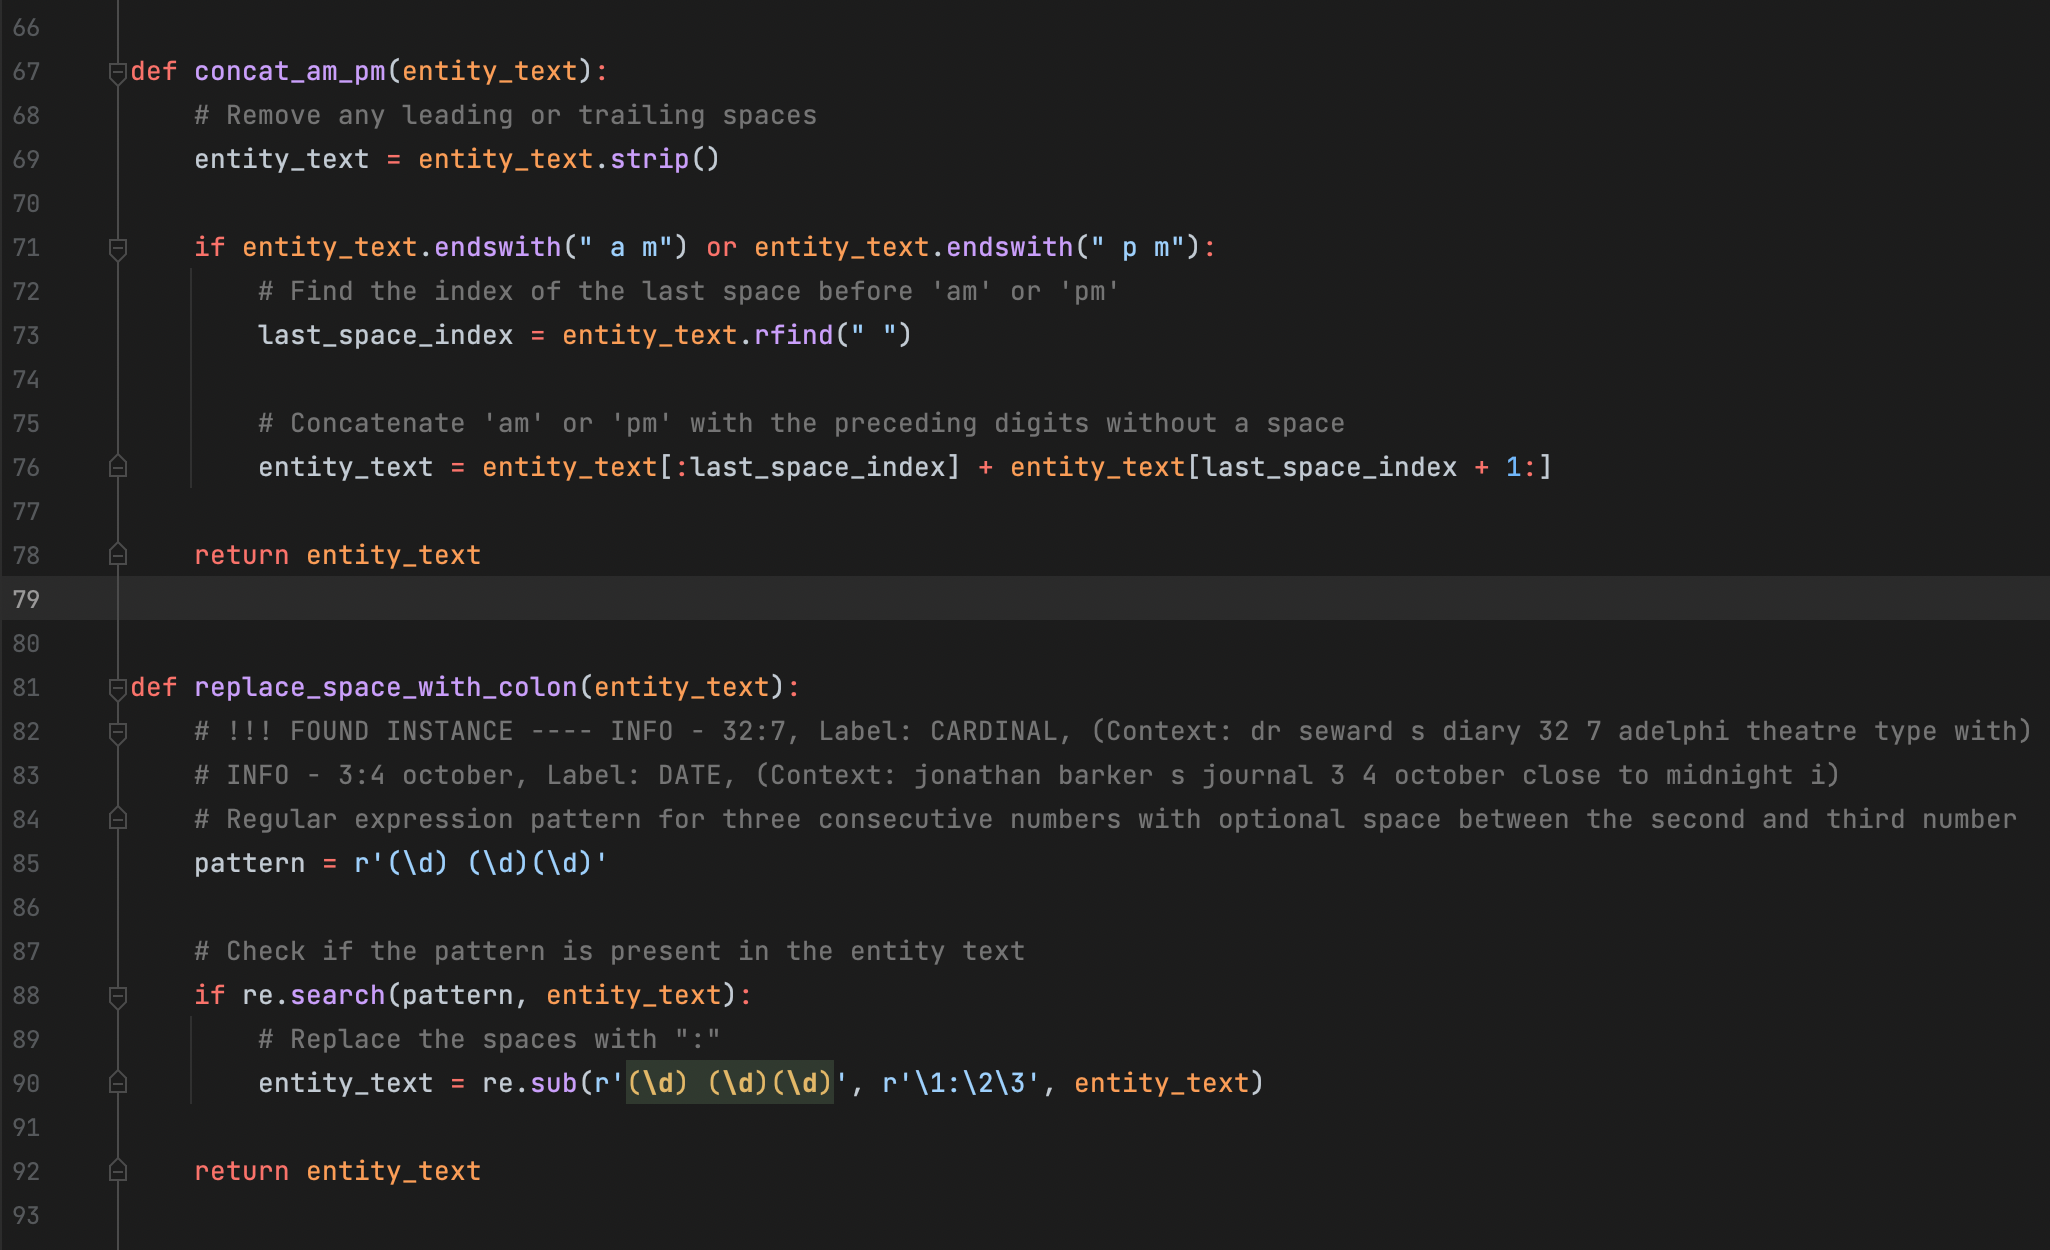 66
67 def concat_am_pm(entity_text):
68     # Remove any leading or trailing spaces
69     entity_text = entity_text.strip()
70
71     if entity_text.endswith(" a m") or entity_text.endswith(" p m"):
72         # Find the index of the last space before 'am' or 'pm'
73         last_space_index = entity_text.rfind(" ")
74
75         # Concatenate 'am' or 'pm' with the preceding digits without a space
76         entity_text = entity_text[:last_space_index] + entity_text[last_space_index + 1:]
77
78     return entity_text
79
80
81 def replace_space_with_colon(entity_text):
82     # !!! FOUND INSTANCE ---- INFO - 32:7, Label: CARDINAL, (Context: dr seward s diary 32 7 adelphi theatre type with)
83     # INFO - 3:4 october, Label: DATE, (Context: jonathan barker s journal 3 4 october close to midnight i)
84     # Regular expression pattern for three consecutive numbers with optional space between the second and third number
85     pattern = r'(\d) (\d)(\d)'
86
87     # Check if the pattern is present in the entity text
88     if re.search(pattern, entity_text):
89         # Replace the spaces with ":"
90         entity_text = re.sub(r'(\d) (\d)(\d)', r'\1:\2\3', entity_text)
91
92     return entity_text
93